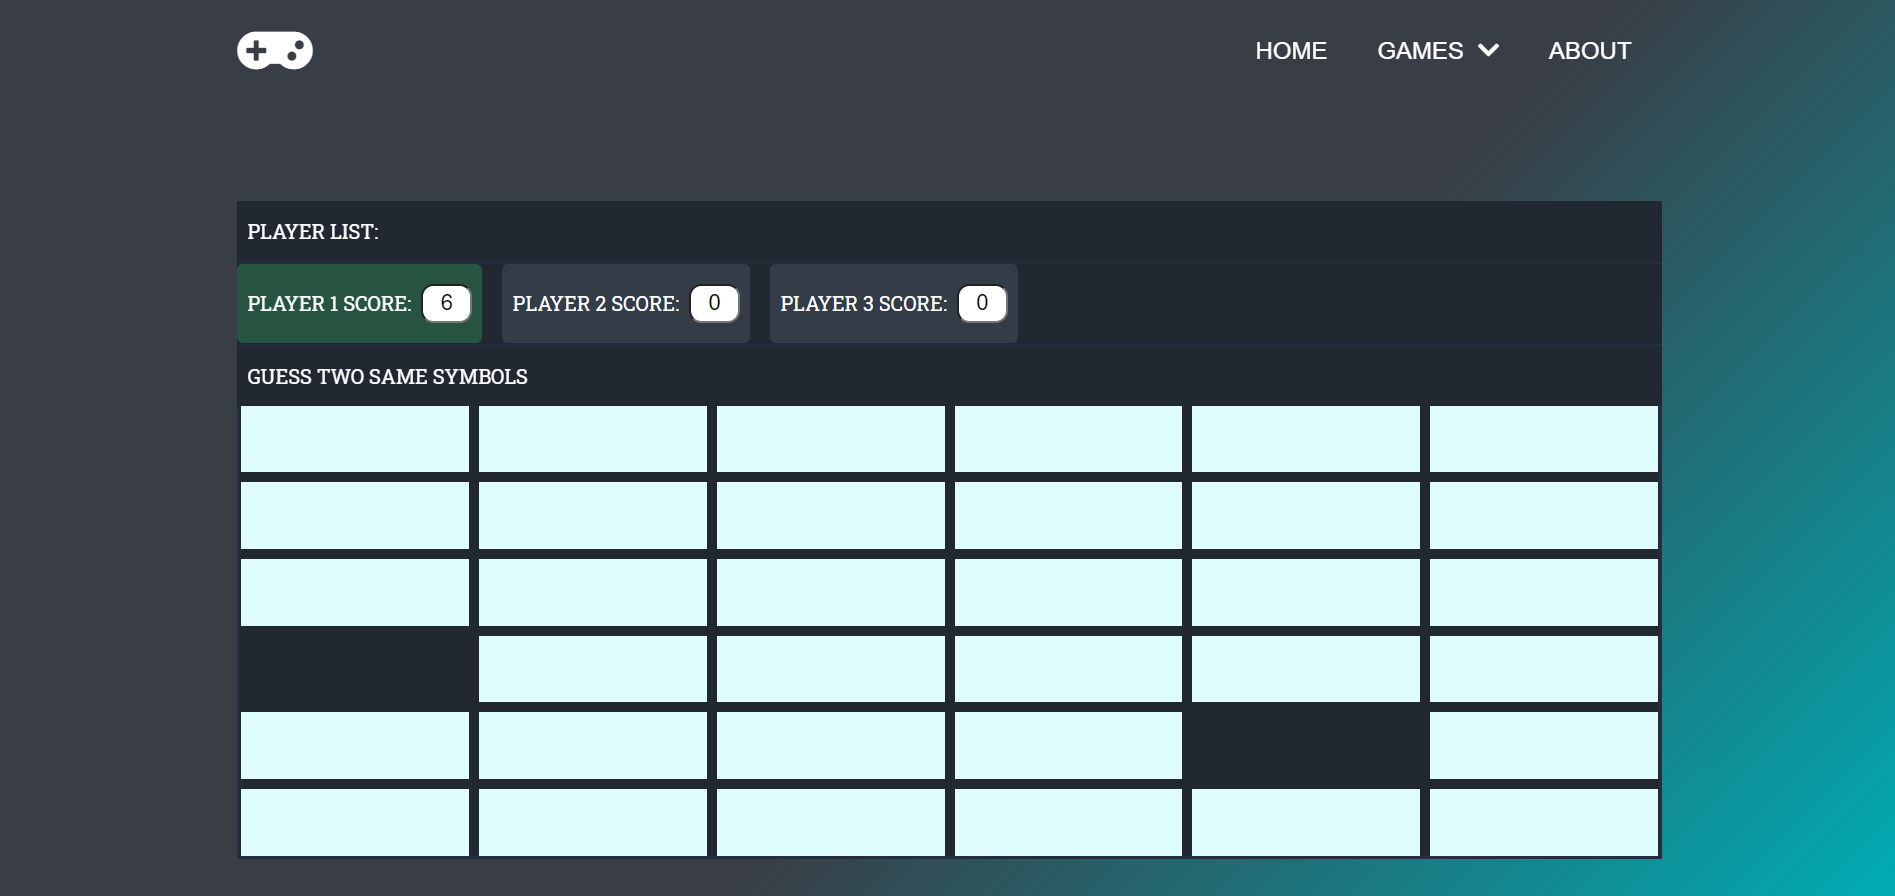 HOME GAMES ABOUT
PLAYER LIST:
PLAYER 1 SCORE: 6 PLAYER 2 SCORE: 0 PLAYER 3 SCORE: 0
GUESS TWO SAME SYMBOLS